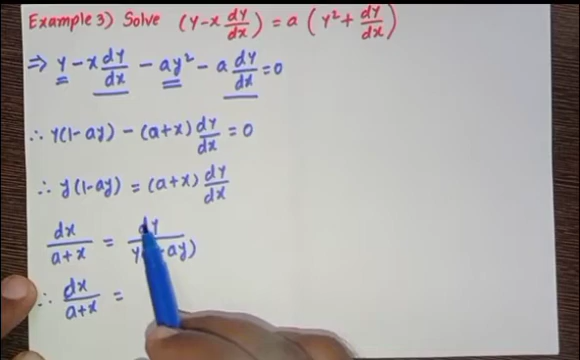 Example 3) Solve (y-x dy/dx) = a (y² + dy/dx)
⇒ y - x dy/dx - ay² - a dy/dx = 0
∴ y(1-ay) - (a+x) dy/dx = 0
∴ y(1-ay) = (a+x) dy/dx
dx/a+x = dy/y( -ay)
∴ dx/a+x =